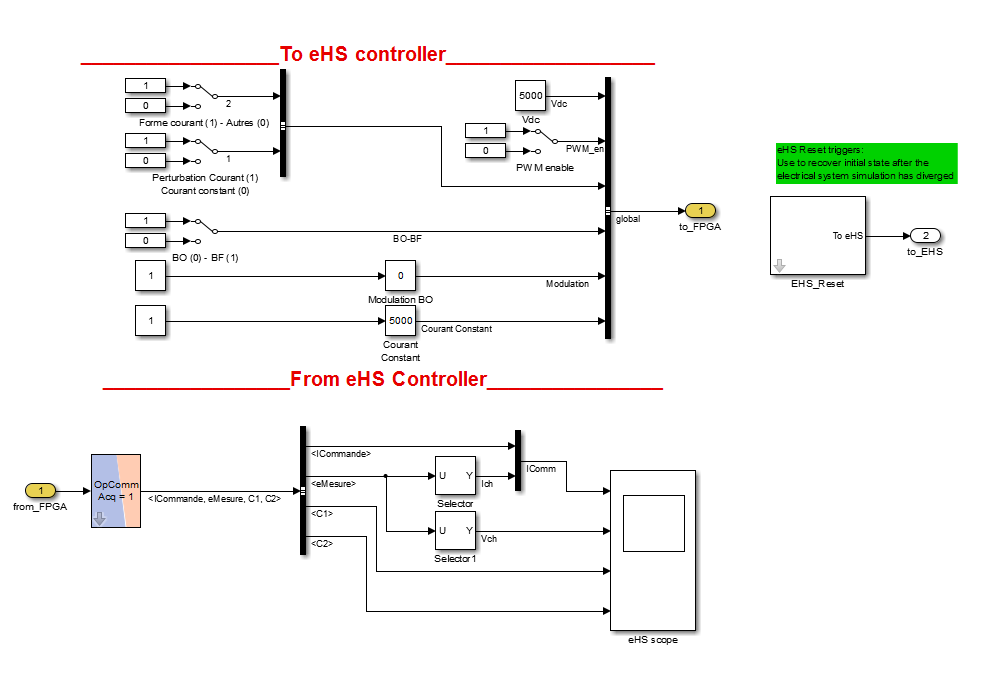 To eHS controller
1
0
2
Forme courant (1) - Autres (0)
1
0
1
Perturbation Courant (1)
Courant constant (0)
1
0
BO (0) - BF (1)
BO-BF
1
0
Modulation BO
Modulation
1
5000
Courant Constant
Courant
Constant
5000
Vdc
Vdc
1
0
PWM_en
PWM enable
global
1
to_FPGA
eHS Reset triggers:
Use to recover initial state after the
electrical system simulation has diverged
To eHS
EHS_Reset
2
to_EHS
From eHS Controller
1
from_FPGA
OpComm
Acq = 1
<ICommande, eMesure, C1, C2>
<ICommande>
<eMesure>
<C1>
<C2>
U Y
Selector
Ich
U Y
Selector1
Vch
IComm
eHS scope